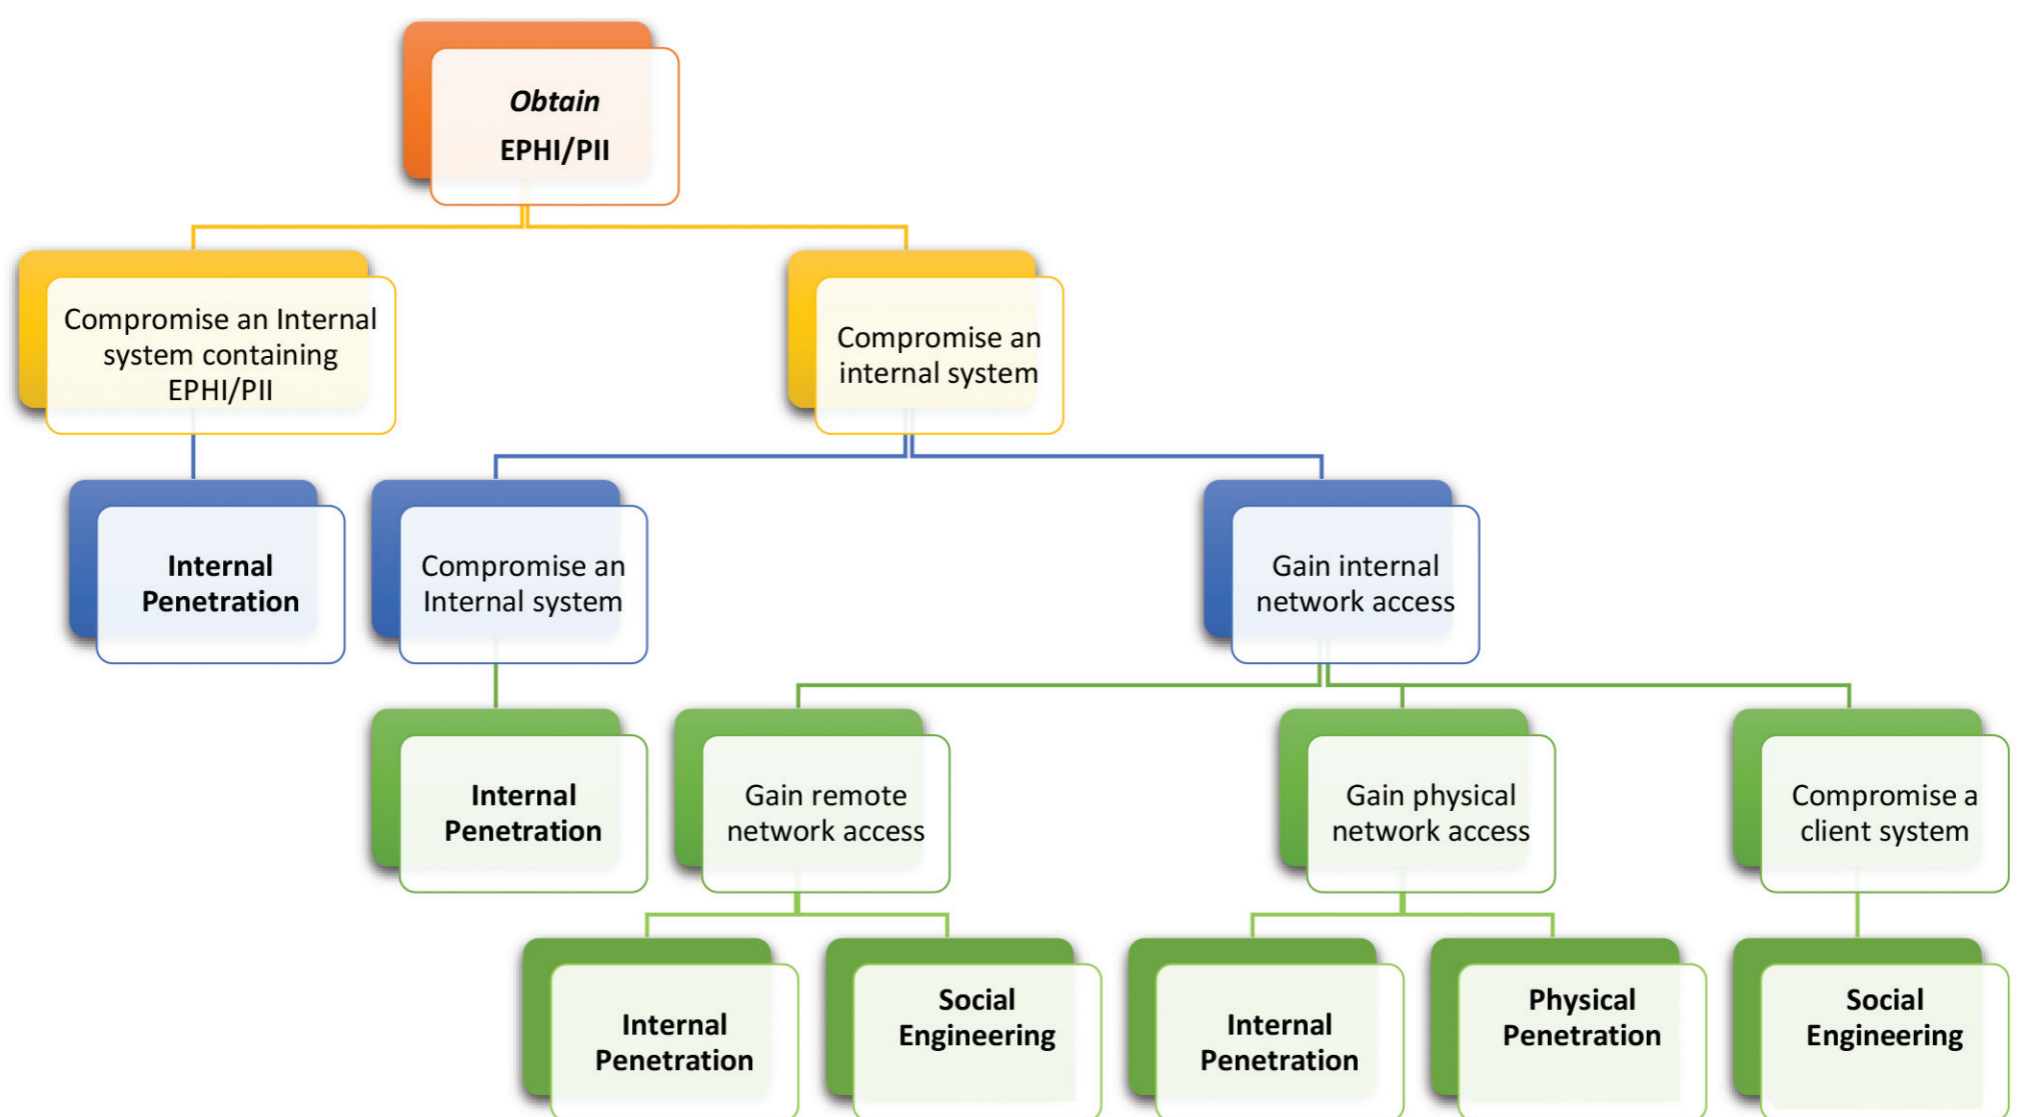 Obtain
EPHI/PII
Compromise an Internal
system containing
EPHI/PII
Compromise an
internal system
Internal
Penetration
Compromise an
Internal system
Gain internal
network access
Internal
Penetration
Gain remote
network access
Gain physical
network access
Compromise a
client system
Internal
Penetration
Social
Engineering
Internal
Penetration
Physical
Penetration
Social
Engineering